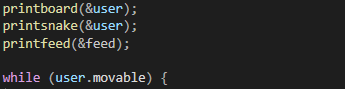 printboard(&user);
printsnake(&user);
printfeed(&feed);
while (user.movable) {